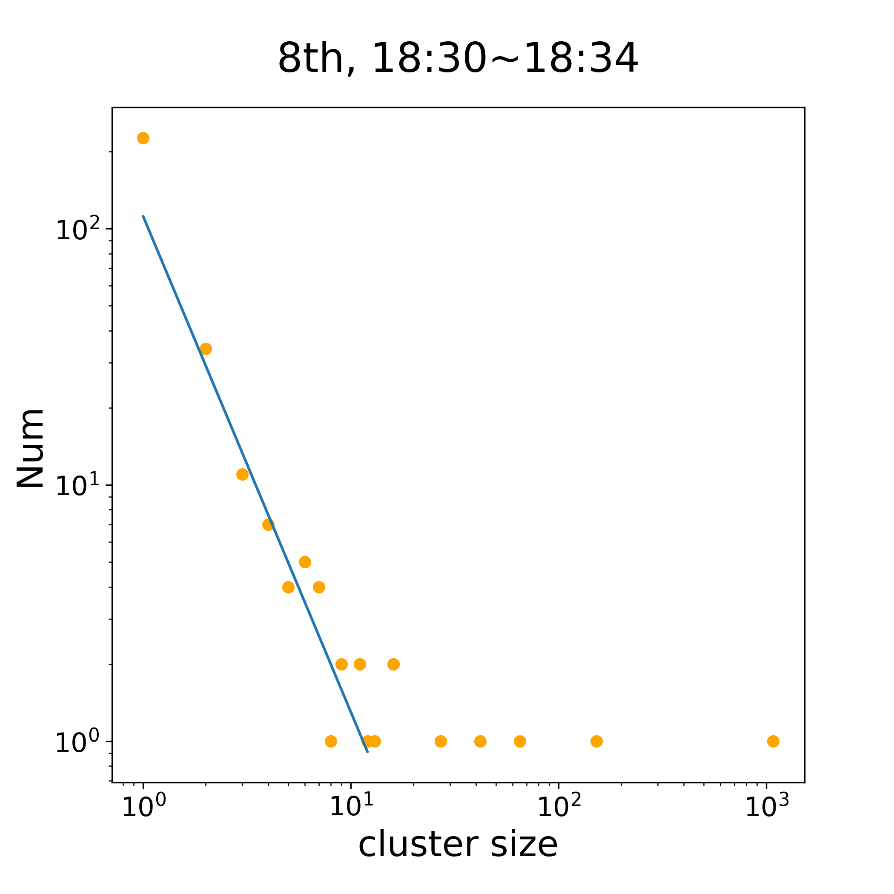 8th, 18:30~18:34
Num
10²
10¹
10⁰
10⁰ 10¹ 10² 10³
cluster size